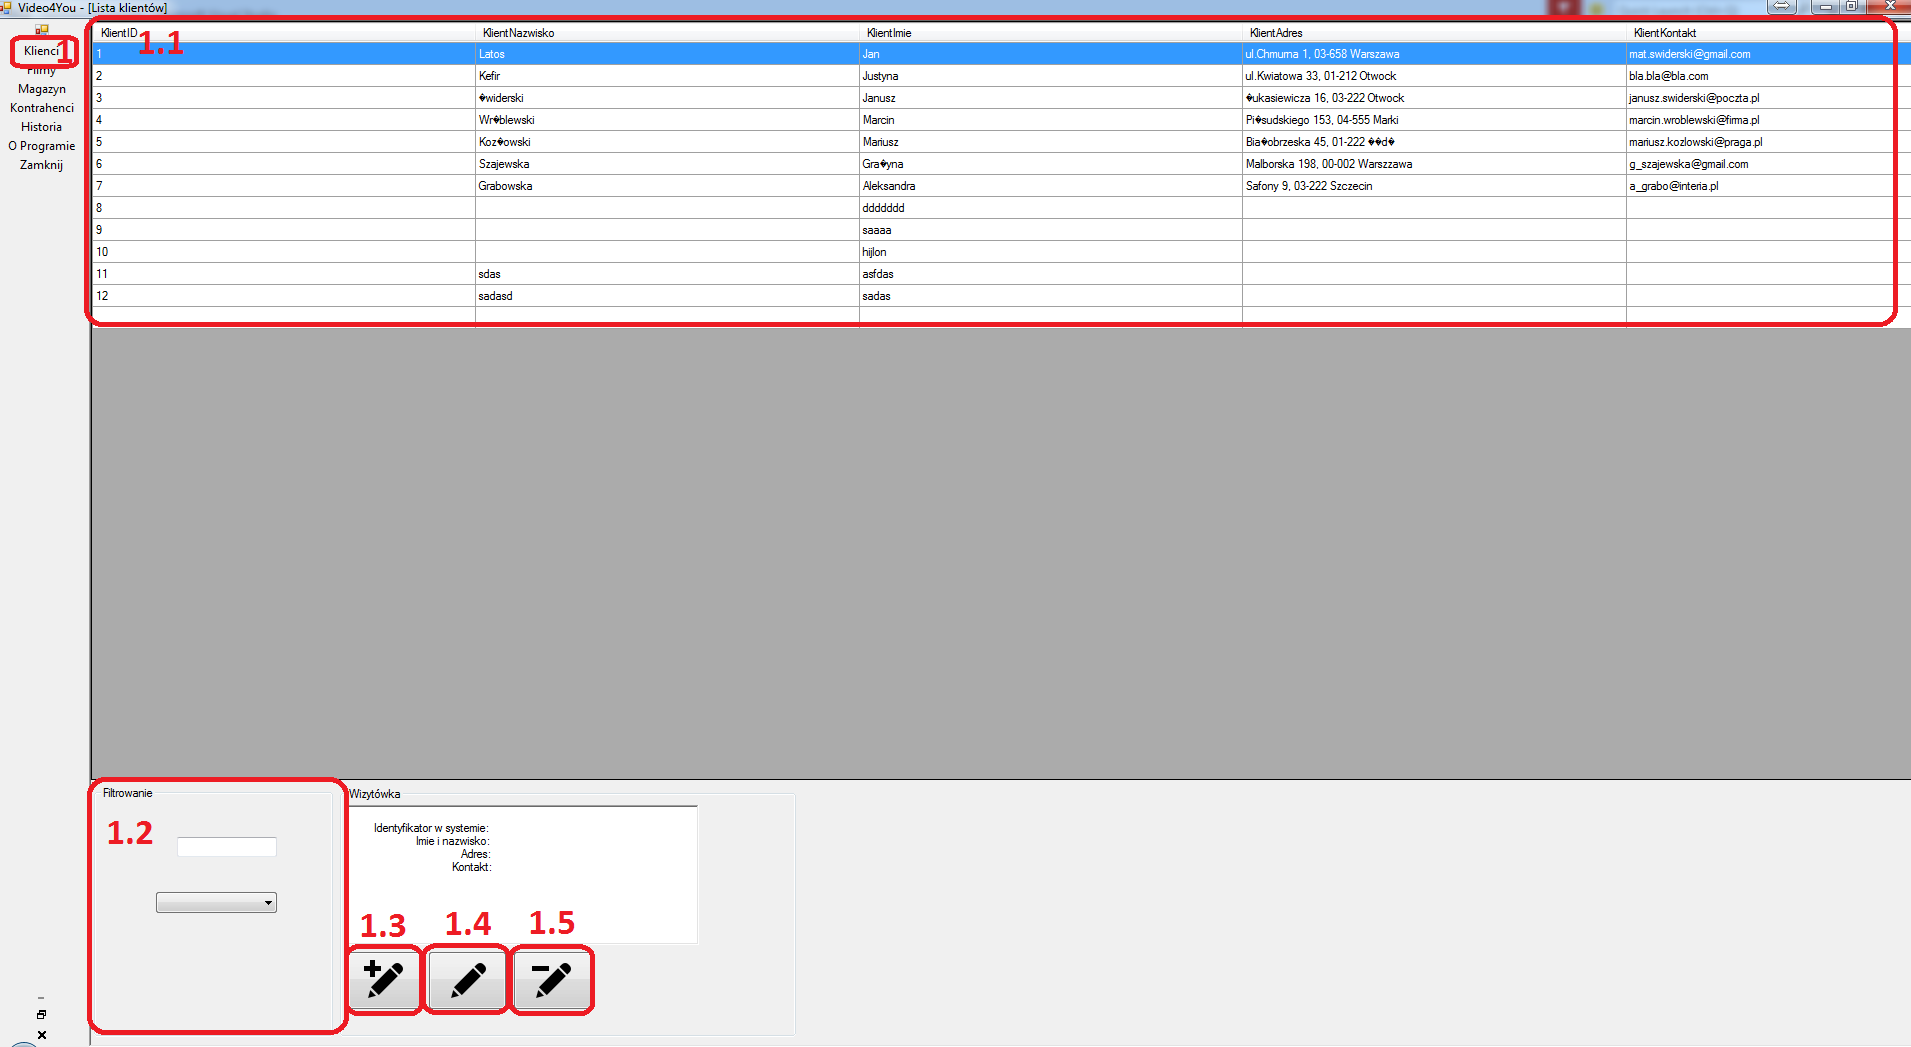 Video4You - [Lista klientów]
Klienci 1
Filmy
Magazyn
Kontrahenci
Historia
O Programie
Zamknij
KlientID 1.1 KlientNazwisko KlientImie KlientAdres KlientKontakt
1 Latos Jan ul.Chmurna 1, 03-658 Warszawa mat.swiderski@gmail.com
2 Kefir Justyna ul.Kwiatowa 33, 01-212 Otwock bla.bla@bla.com
3 �widerski Janusz �ukasiewicza 16, 03-222 Otwock janusz.swiderski@poczta.pl
4 Wr�blewski Marcin Pi�sudskiego 153, 04-555 Marki marcin.wroblewski@firma.pl
5 Koz�owski Mariusz Bia�obrzeska 45, 01-222 ��d� mariusz.kozlowski@praga.pl
6 Szajewska Gra�yna Malborska 198, 00-002 Warszzawa g_szajewska@gmail.com
7 Grabowska Aleksandra Safony 9, 03-222 Szczecin a_grabo@interia.pl
8 ddddddd
9 saaaa
10 hijlon
11 sdas asfdas
12 sadasd sadas
Filtrowanie
1.2
Wizytówka
Identyfikator w systemie:
Imie i nazwisko:
Adres:
Kontakt:
1.3 1.4 1.5